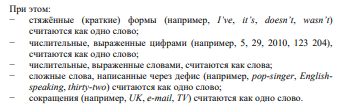 При этом:
− стяжённые (краткие) формы (например, I've, it's, doesn't, wasn't)
считаются как одно слово;
− числительные, выраженные цифрами (например, 5, 29, 2010, 123 204),
считаются как одно слово;
− числительные, выраженные словами, считаются как слова;
− сложные слова, написанные через дефис (например, pop-singer, English-
speaking, thirty-two) считаются как одно слово;
− сокращения (например, UK, e-mail, TV) считаются как одно слово.